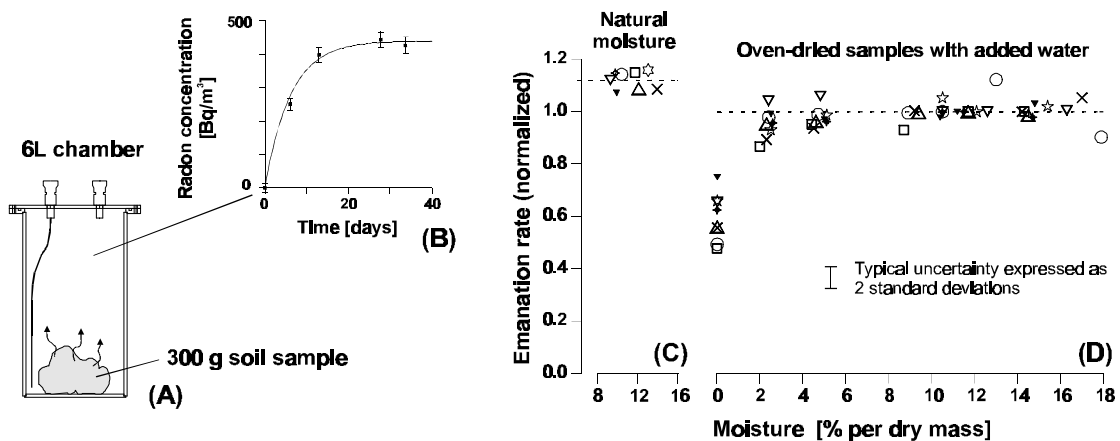 6L chamber
300 g soil sample
(A)
Radon concentration
[Bq/m³]
500
0
0 20 40
Time [days]
(B)
Natural
moisture
Oven-dried samples with added water
Emanation rate (normalized)
1.2
1.0
0.8
0.6
0.4
0.2
0.0
Typical uncertainty expressed as
2 standard deviations
(C)
(D)
8 12 16
0 2 4 6 8 10 12 14 16 18
Moisture [% per dry mass]